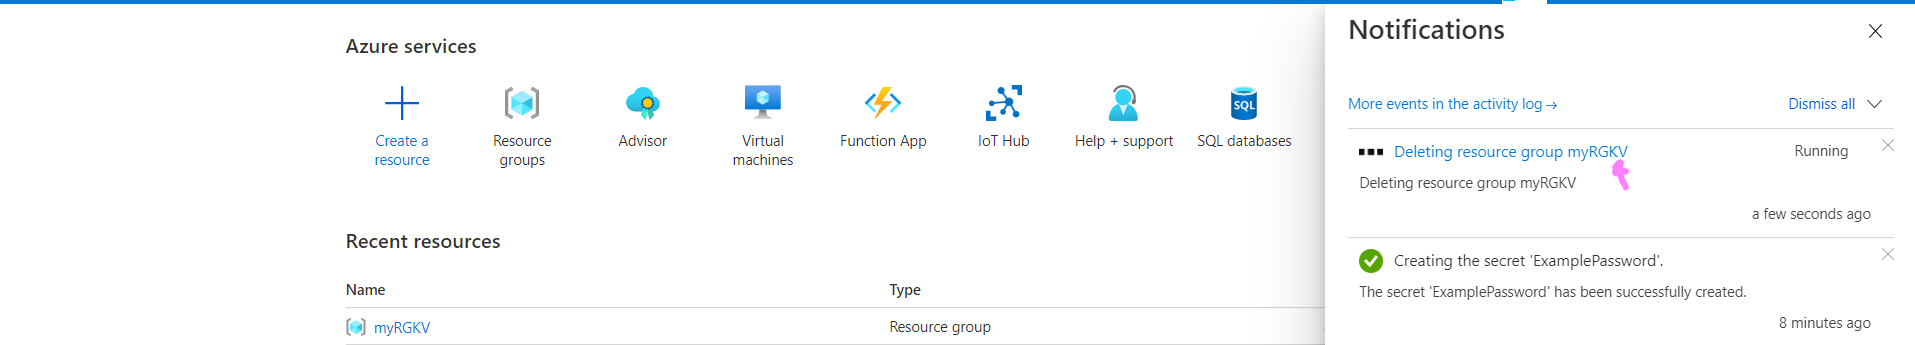 Azure services
Create a
resource
Resource
groups
Advisor
Virtual
machines
Function App
IoT Hub
Help + support
SQL
SQL databases
Recent resources
Name
Type
myRGKV
Resource group
Notifications
More events in the activity log →
Dismiss all
Deleting resource group myRGKV
Running
Deleting resource group myRGKV
a few seconds ago
Creating the secret 'ExamplePassword'.
The secret 'ExamplePassword' has been successfully created.
8 minutes ago